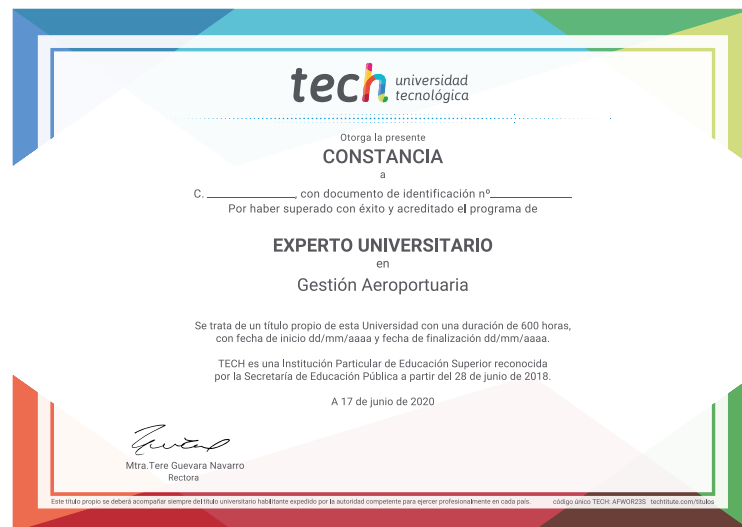 tech universidad
tecnológica
Otorga la presente
CONSTANCIA
a
C. ______________, con documento de identificación nº______________
Por haber superado con éxito y acreditado el programa de
EXPERTO UNIVERSITARIO
en
Gestión Aeroportuaria
Se trata de un título propio de esta Universidad con una duración de 600 horas,
con fecha de inicio dd/mm/aaaa y fecha de finalización dd/mm/aaaa.
TECH es una Institución Particular de Educación Superior reconocida
por la Secretaría de Educación Pública a partir del 28 de junio de 2018.
A 17 de junio de 2020
Mtra.Tere Guevara Navarro
Rectora
Este título propio se deberá acompañar siempre del título universitario habilitante expedido por la autoridad competente para ejercer profesionalmente en cada país. código único TECH: AFWOR23S techtitute.com/titulos